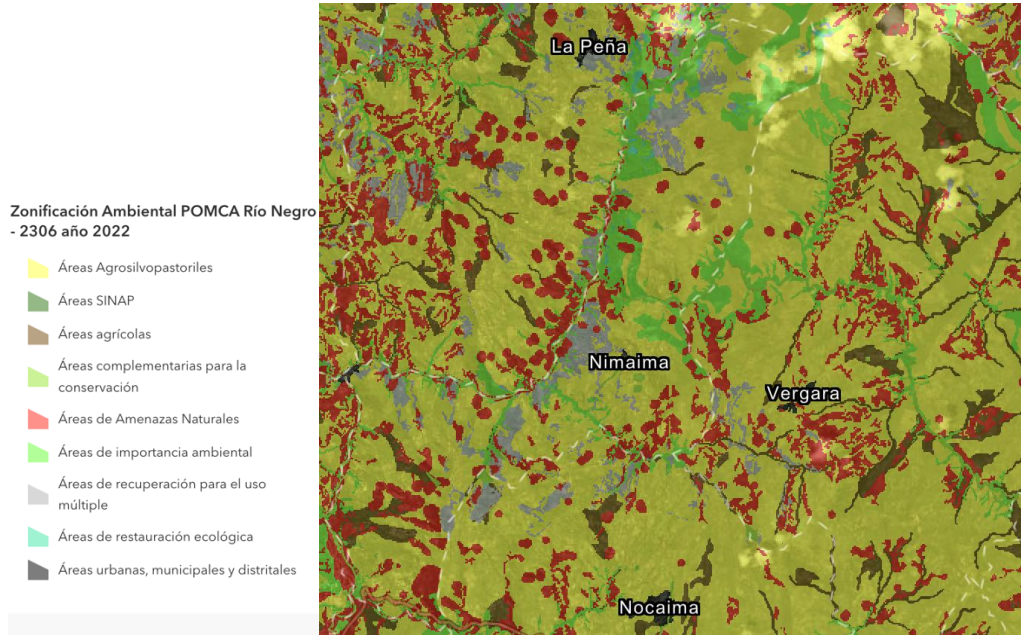 Zonificación Ambiental POMCA Río Negro
- 2306 año 2022
Áreas Agrosilvopastoriles
Áreas SINAP
Áreas agrícolas
Áreas complementarias para la
conservación
Áreas de Amenazas Naturales
Áreas de importancia ambiental
Áreas de recuperación para el uso
múltiple
Áreas de restauración ecológica
Áreas urbanas, municipales y distritales
La Peña
Nimaima
Vergara
Nocaima